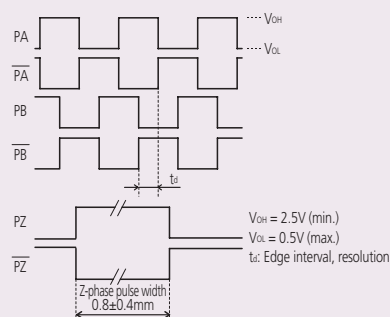 PA
VOH
VOL
PA
PB
PB
td
PZ
PZ
VOH = 2.5V (min.)
VOL = 0.5V (max.)
td: Edge interval, resolution
Z-phase pulse width
0.8±0.4mm